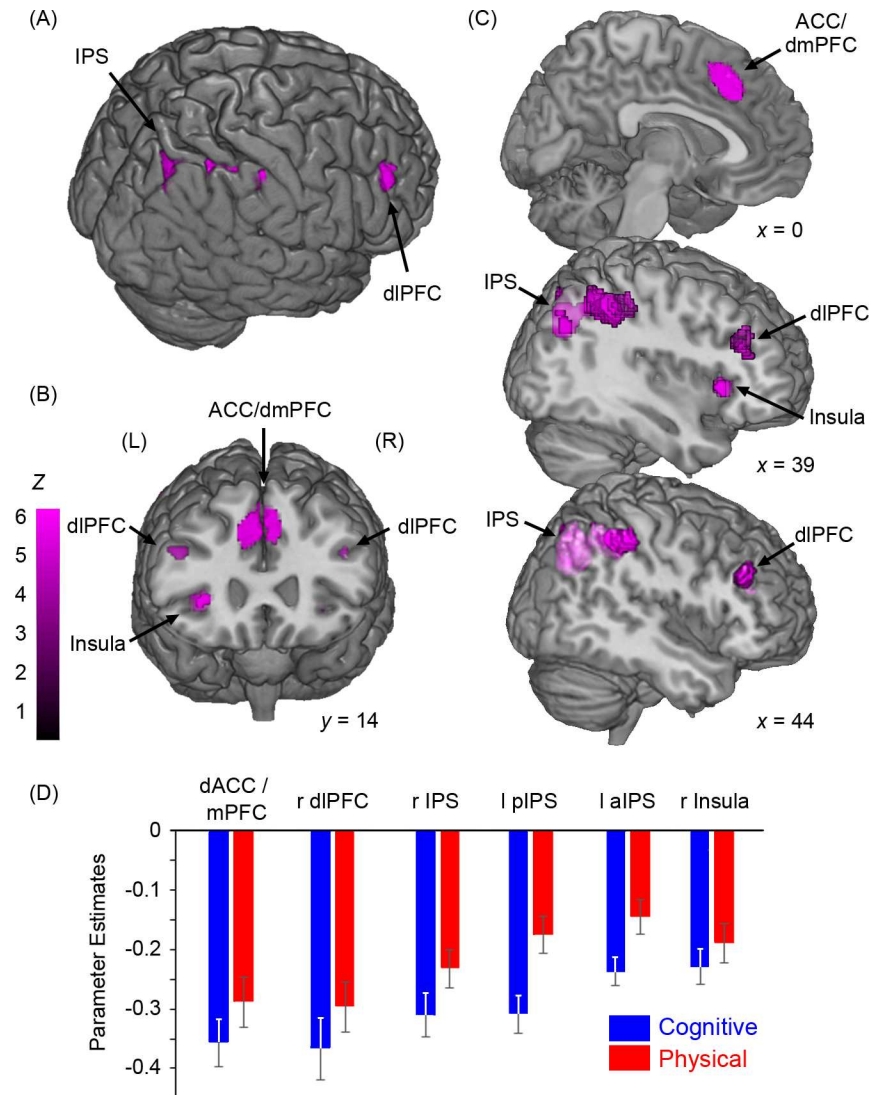 (A)
IPS
dlPFC
(B)
ACC/dmPFC
(L)
(R)
Z
6
5
4
3
2
1
dlPFC
dlPFC
Insula
y = 14
(C)
ACC/
dmPFC
x = 0
IPS
dlPFC
Insula
x = 39
IPS
dlPFC
x = 44
(D)
dACC /
mPFC
r dlPFC
r IPS
l pIPS
l aIPS
r Insula
Parameter Estimates
0
-0.1
-0.2
-0.3
-0.4
Cognitive
Physical